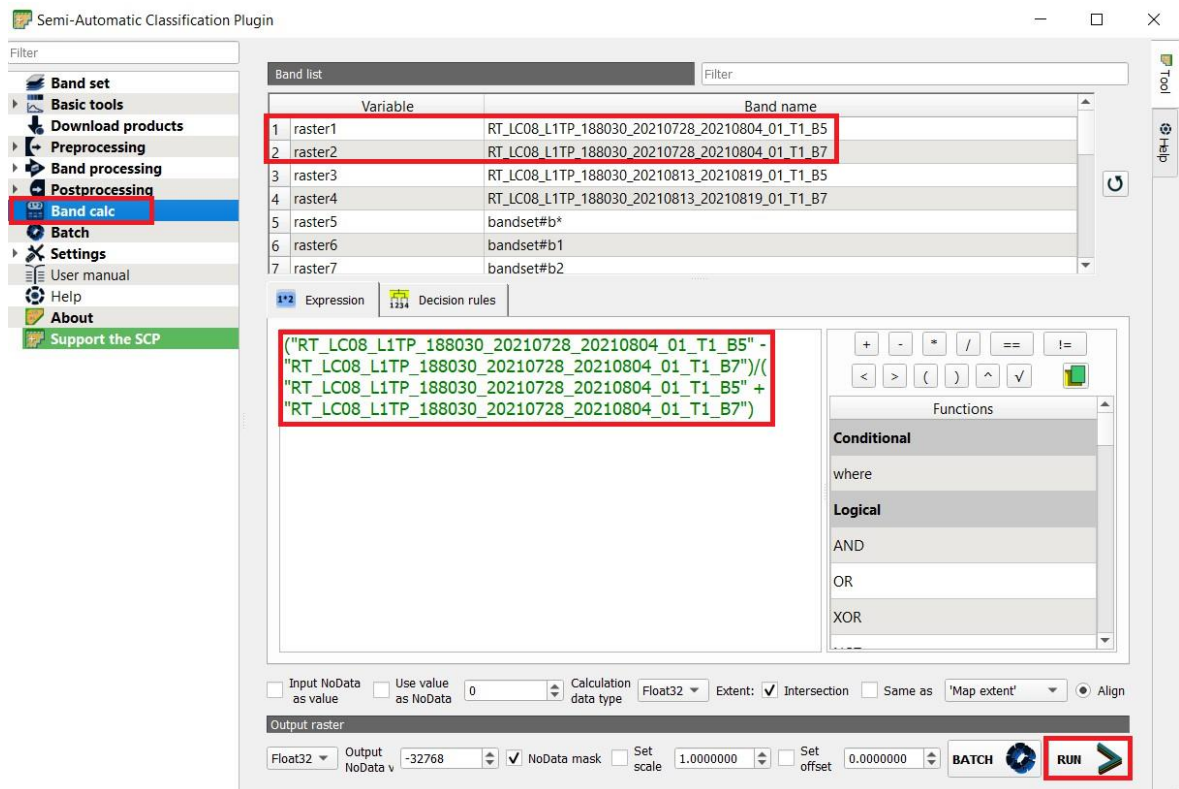 Semi-Automatic Classification Plugin
Filter
Band set
Basic tools
Download products
Preprocessing
Band processing
Postprocessing
Band calc
Batch
Settings
User manual
Help
About
Support the SCP
Band list Filter
Variable Band name
1 raster1 RT_LC08_L1TP_188030_20210728_20210804_01_T1_B5
2 raster2 RT_LC08_L1TP_188030_20210728_20210804_01_T1_B7
3 raster3 RT_LC08_L1TP_188030_20210813_20210819_01_T1_B5
4 raster4 RT_LC08_L1TP_188030_20210813_20210819_01_T1_B7
5 raster5 bandset#b*
6 raster6 bandset#b1
7 raster7 bandset#b2
1*2 Expression 1234 Decision rules
("RT_LC08_L1TP_188030_20210728_20210804_01_T1_B5" -
"RT_LC08_L1TP_188030_20210728_20210804_01_T1_B7")/(
"RT_LC08_L1TP_188030_20210728_20210804_01_T1_B5" +
"RT_LC08_L1TP_188030_20210728_20210804_01_T1_B7")
+ - * / == !=
< > ( ) ^ √
Functions
Conditional
where
Logical
AND
OR
XOR
Input NoData as value Use value as NoData 0 Calculation data type Float32 Extent: Intersection Same as 'Map extent' Align
Output raster
Float32 Output NoData v -32768 NoData mask Set scale 1.0000000 Set offset 0.0000000 BATCH RUN
Tool
Help